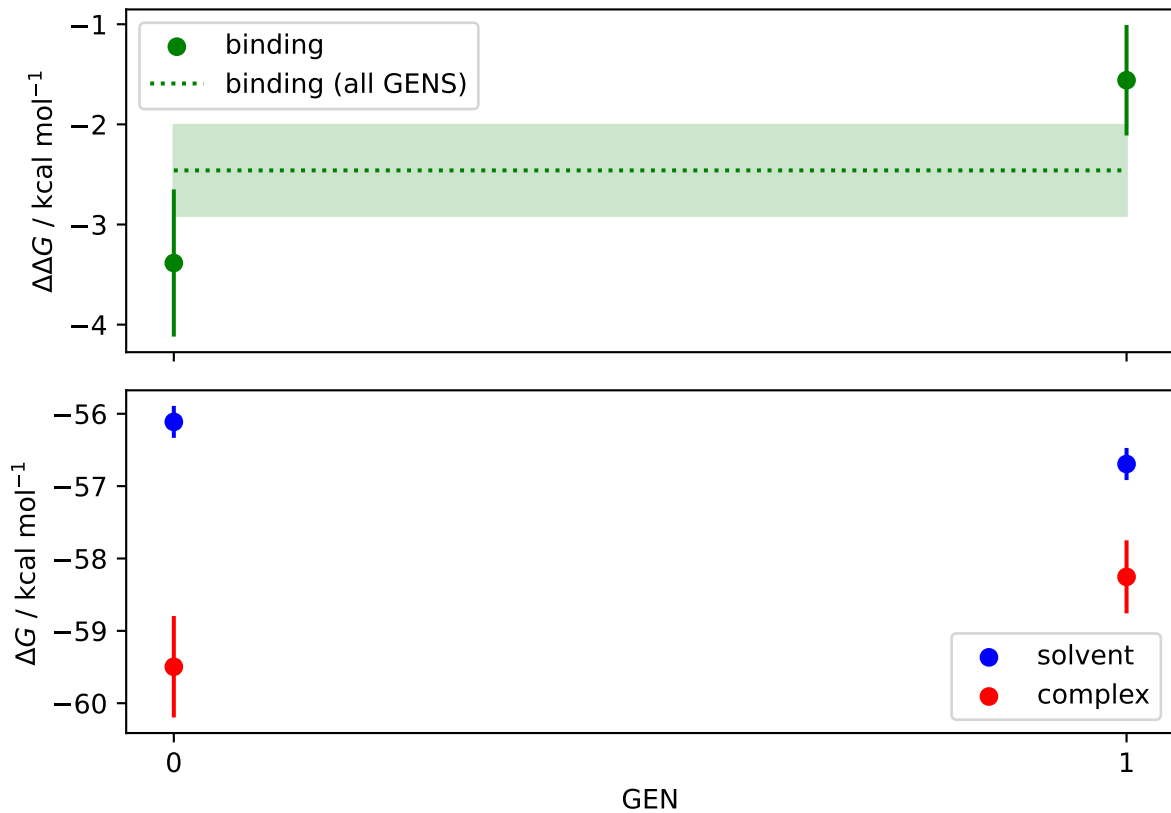 −1
−2
−3
−4
ΔΔG / kcal mol⁻¹
binding
binding (all GENS)
−56
−57
−58
−59
−60
ΔG / kcal mol⁻¹
solvent
complex
0
1
GEN